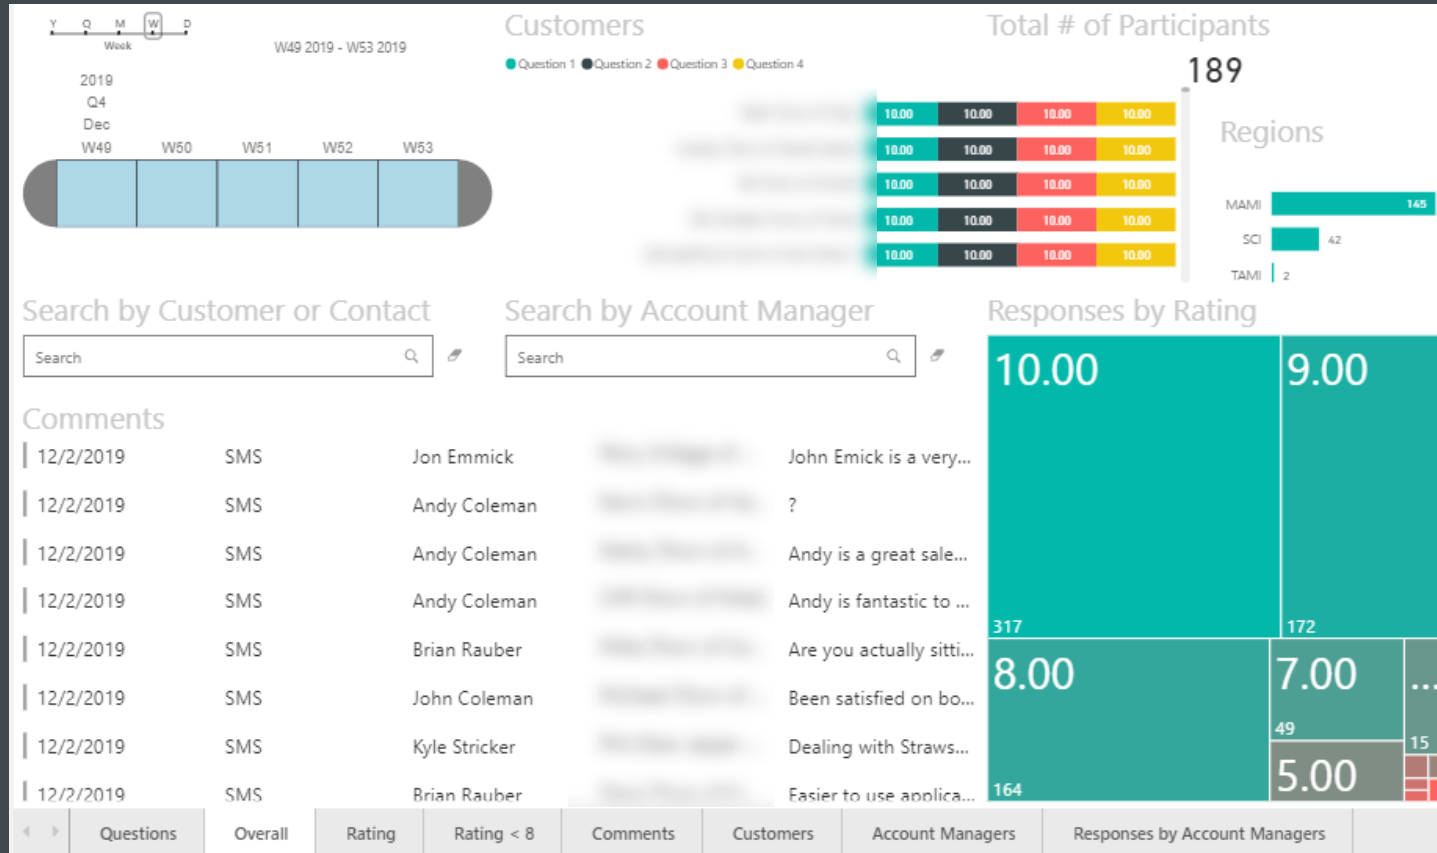 Y Q M W D
Week
W49 2019 - W53 2019
2019
Q4
Dec
W49 W50 W51 W52 W53
Customers
Question 1 Question 2 Question 3 Question 4
10.00 10.00 10.00 10.00
10.00 10.00 10.00 10.00
10.00 10.00 10.00 10.00
10.00 10.00 10.00 10.00
10.00 10.00 10.00 10.00
Total # of Participants
189
Regions
MAMI 145
SCI 42
TAMI 2
Search by Customer or Contact
Search
Search by Account Manager
Search
Comments
12/2/2019 SMS Jon Emmick John Emick is a very...
12/2/2019 SMS Andy Coleman ?
12/2/2019 SMS Andy Coleman Andy is a great sale...
12/2/2019 SMS Andy Coleman Andy is fantastic to ...
12/2/2019 SMS Brian Rauber Are you actually sitti...
12/2/2019 SMS John Coleman Been satisfied on bo...
12/2/2019 SMS Kyle Stricker Dealing with Straws...
12/2/2019 SMS Brian Rauber Easier to use applica...
Responses by Rating
10.00
317
9.00
172
8.00
164
7.00
49
...
15
5.00
Questions Overall Rating Rating < 8 Comments Customers Account Managers Responses by Account Managers